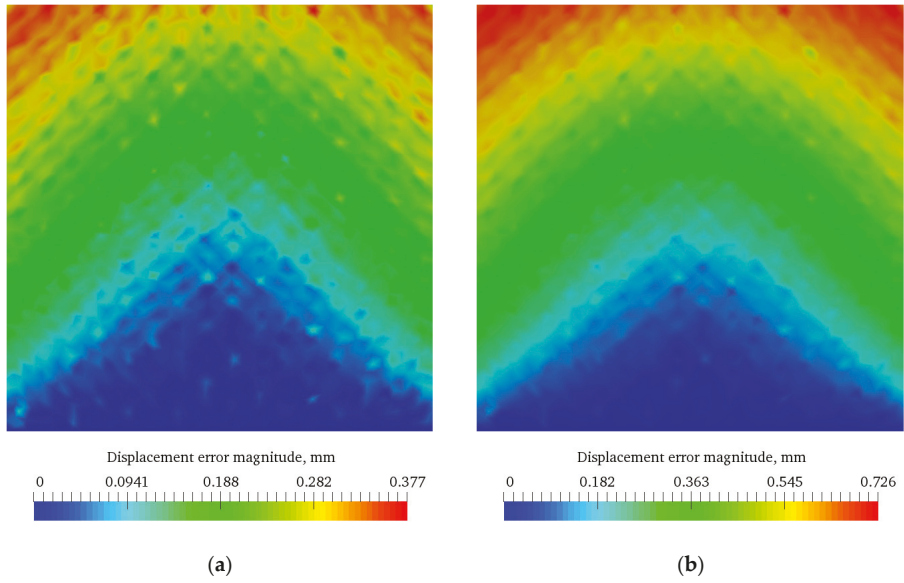 Displacement error magnitude, mm
0 0.0941 0.188 0.282 0.377
(a)
Displacement error magnitude, mm
0 0.182 0.363 0.545 0.726
(b)